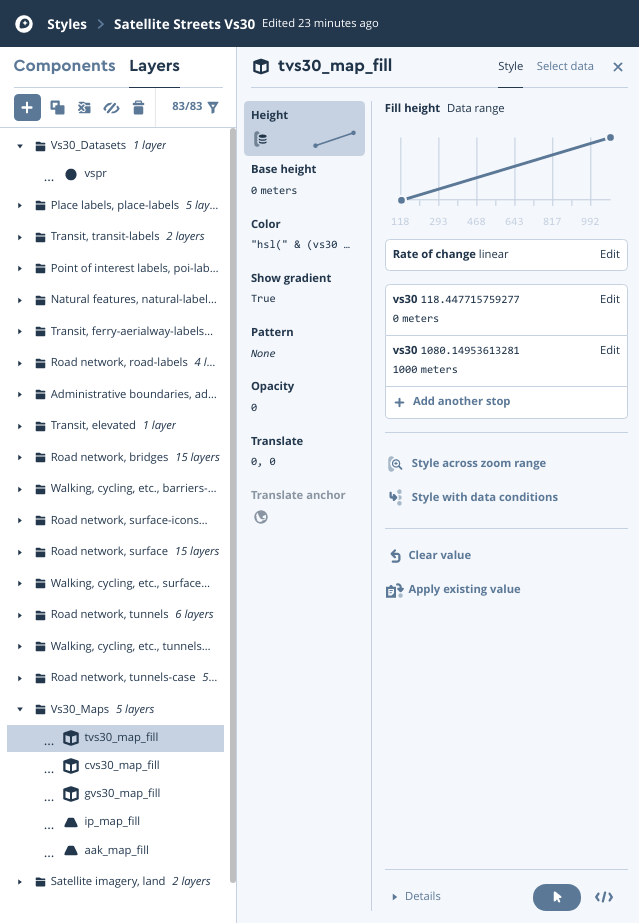 Styles > Satellite Streets Vs30 Edited 23 minutes ago
Components Layers
83/83
Vs30_Datasets 1 layer
... vspr
Place labels, place-labels 5 lay...
Transit, transit-labels 2 layers
Point of interest labels, poi-lab...
Natural features, natural-label...
Transit, ferry-aerialway-labels...
Road network, road-labels 4 l...
Administrative boundaries, ad...
Transit, elevated 1 layer
Road network, bridges 15 layers
Walking, cycling, etc., barriers-...
Road network, surface-icons...
Road network, surface 15 layers
Walking, cycling, etc., surface...
Road network, tunnels 6 layers
Walking, cycling, etc., tunnels...
Road network, tunnels-case 5...
Vs30_Maps 5 layers
... tvs30_map_fill
... cvs30_map_fill
... gvs30_map_fill
... ip_map_fill
... aak_map_fill
Satellite imagery, land 2 layers
tvs30_map_fill
Style Select data
Height
Base height
0 meters
Color
"hsl(" & (vs30 ...
Show gradient
True
Pattern
None
Opacity
0
Translate
0, 0
Translate anchor
Fill height Data range
118 293 468 643 817 992
Rate of change linear Edit
vs30 118.447715759277 Edit
0 meters
vs30 1080.14953613281 Edit
1000 meters
+ Add another stop
Style across zoom range
Style with data conditions
Clear value
Apply existing value
Details
</>